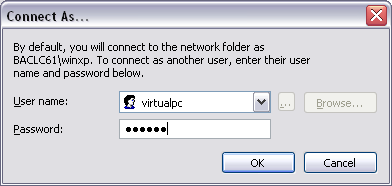 Connect As...
By default, you will connect to the network folder as
BACLC61\winxp. To connect as another user, enter their user
name and password below.
User name:
virtualpc
...
Browse...
Password:
●●●●●●
OK
Cancel